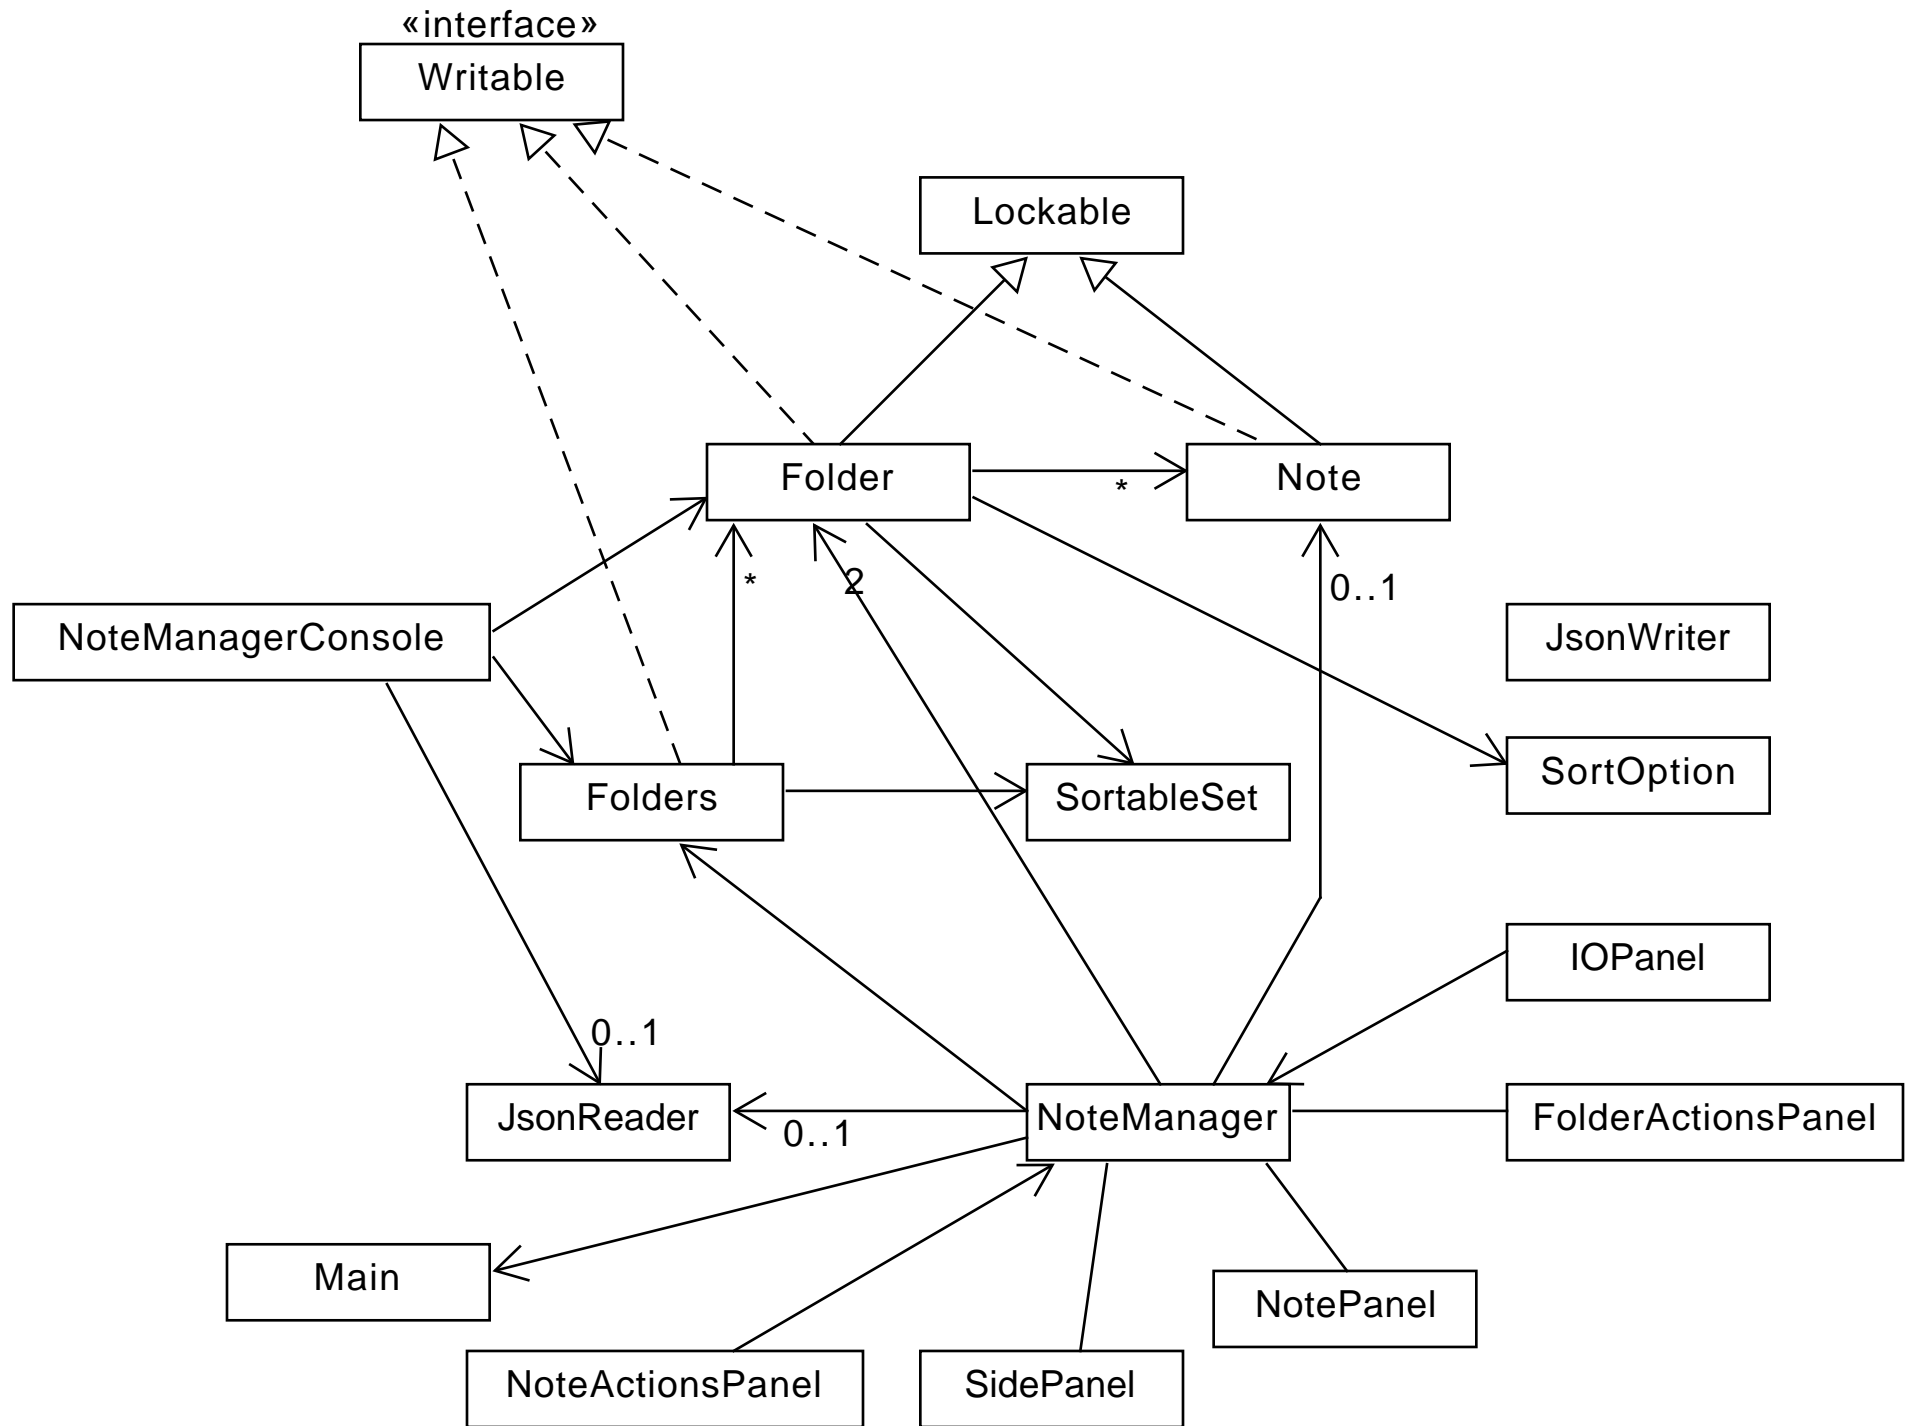 «interface»
Writable
Lockable
Folder
*
Note
*
2
0..1
NoteManagerConsole
JsonWriter
Folders
SortableSet
SortOption
IOPanel
0..1
JsonReader
0..1
NoteManager
FolderActionsPanel
Main
NotePanel
NoteActionsPanel
SidePanel